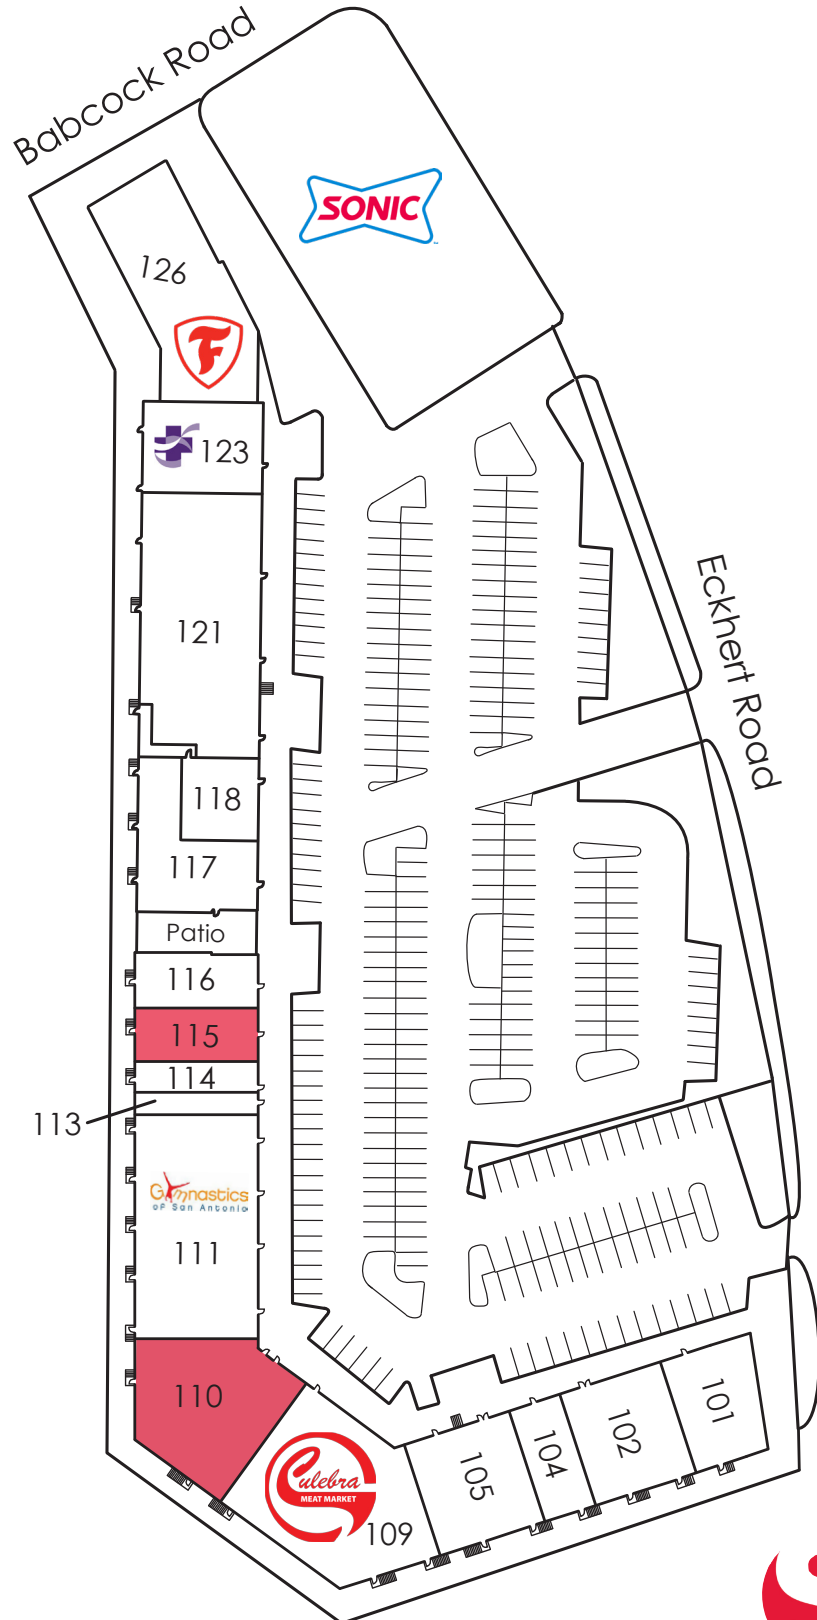 Babcock Road
SONIC
126
F
123
121
Eckhert Road
118
117
Patio
116
115
114
113
Gymnastics
of San Antonio
111
110
101
102
104
105
Culebra
MEAT MARKET
109